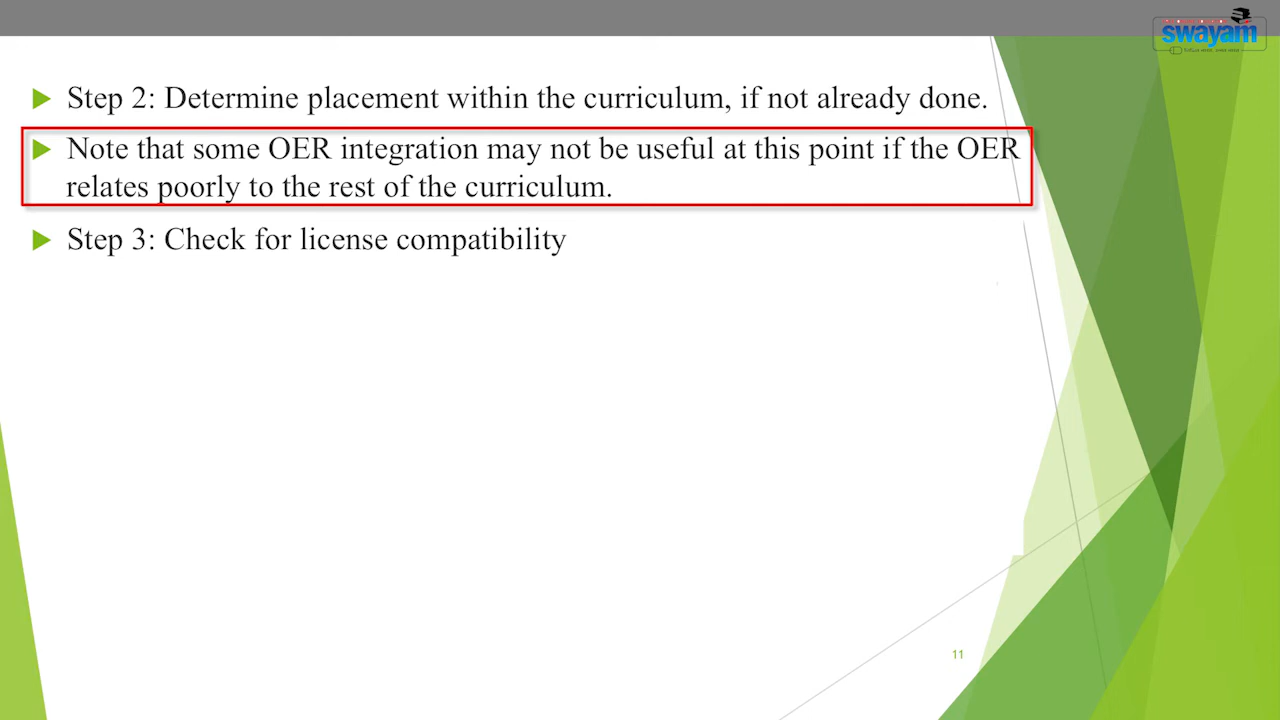 swayam
Step 2: Determine placement within the curriculum, if not already done.
Note that some OER integration may not be useful at this point if the OER
relates poorly to the rest of the curriculum.
Step 3: Check for license compatibility
11